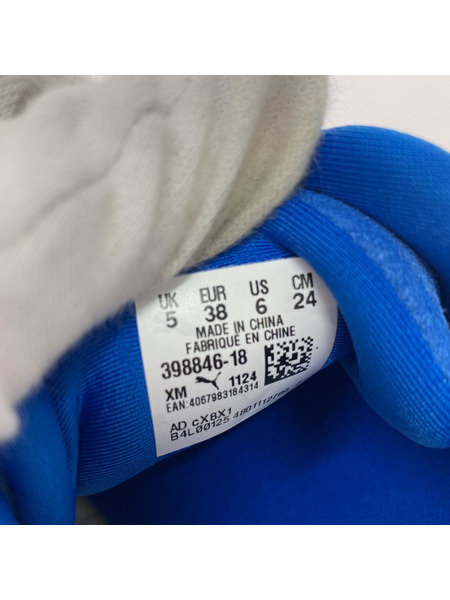 UK EUR US CM
5 38 6 24
MADE IN CHINA
FABRIQUÉ EN CHINE
398846-18
XM 1124
EAN: 4067983184314
AD cX8X1
B4L00125